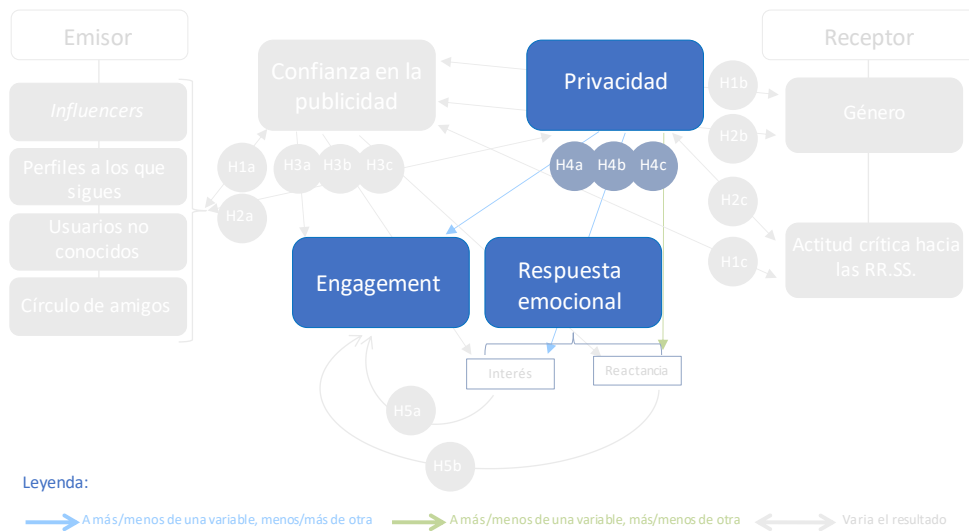 Emisor
Receptor
Confianza en la
publicidad
Privacidad
Influencers
Género
H1b
H2b
Perfiles a los que
sigues
H1a
H3a
H3b
H3c
H4a
H4b
H4c
H2a
H2c
Usuarios no
conocidos
Actitud crítica hacia
las RR.SS.
H1c
Círculo de amigos
Engagement
Respuesta
emocional
Interés
Reactancia
H5a
H5b
Leyenda:
A más/menos de una variable, menos/más de otra
A más/menos de una variable, más/menos de otra
Varia el resultado